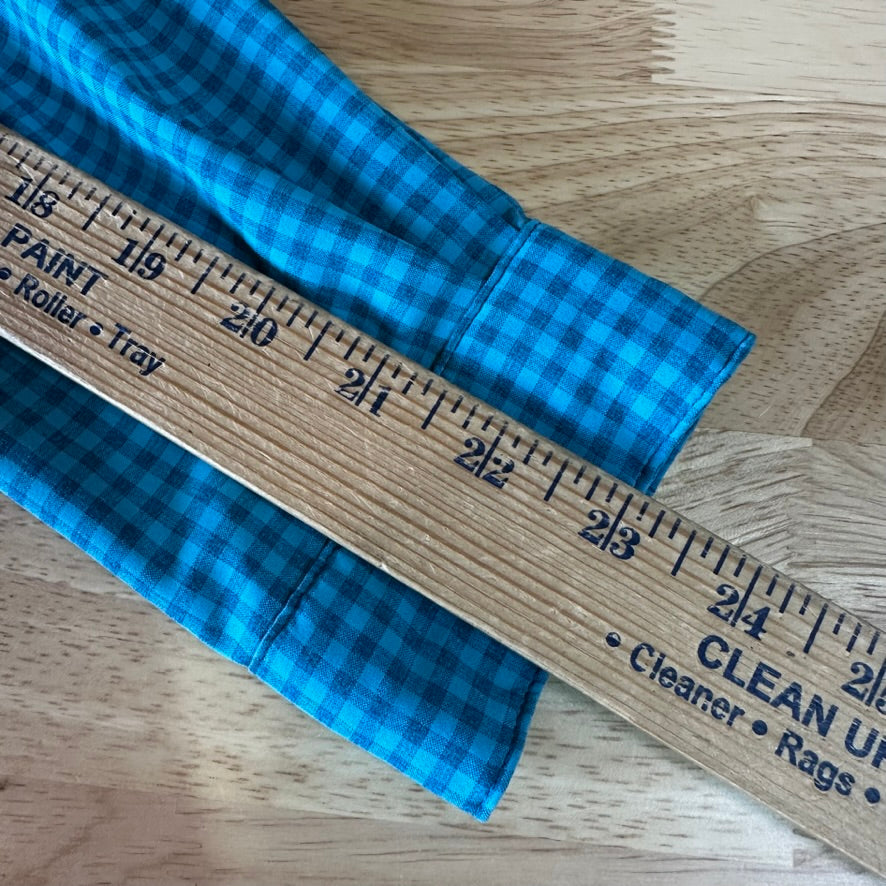 18 19 20 21 22 23 24 25
PAINT
• Roller • Tray
CLEAN UP
• Cleaner • Rags •